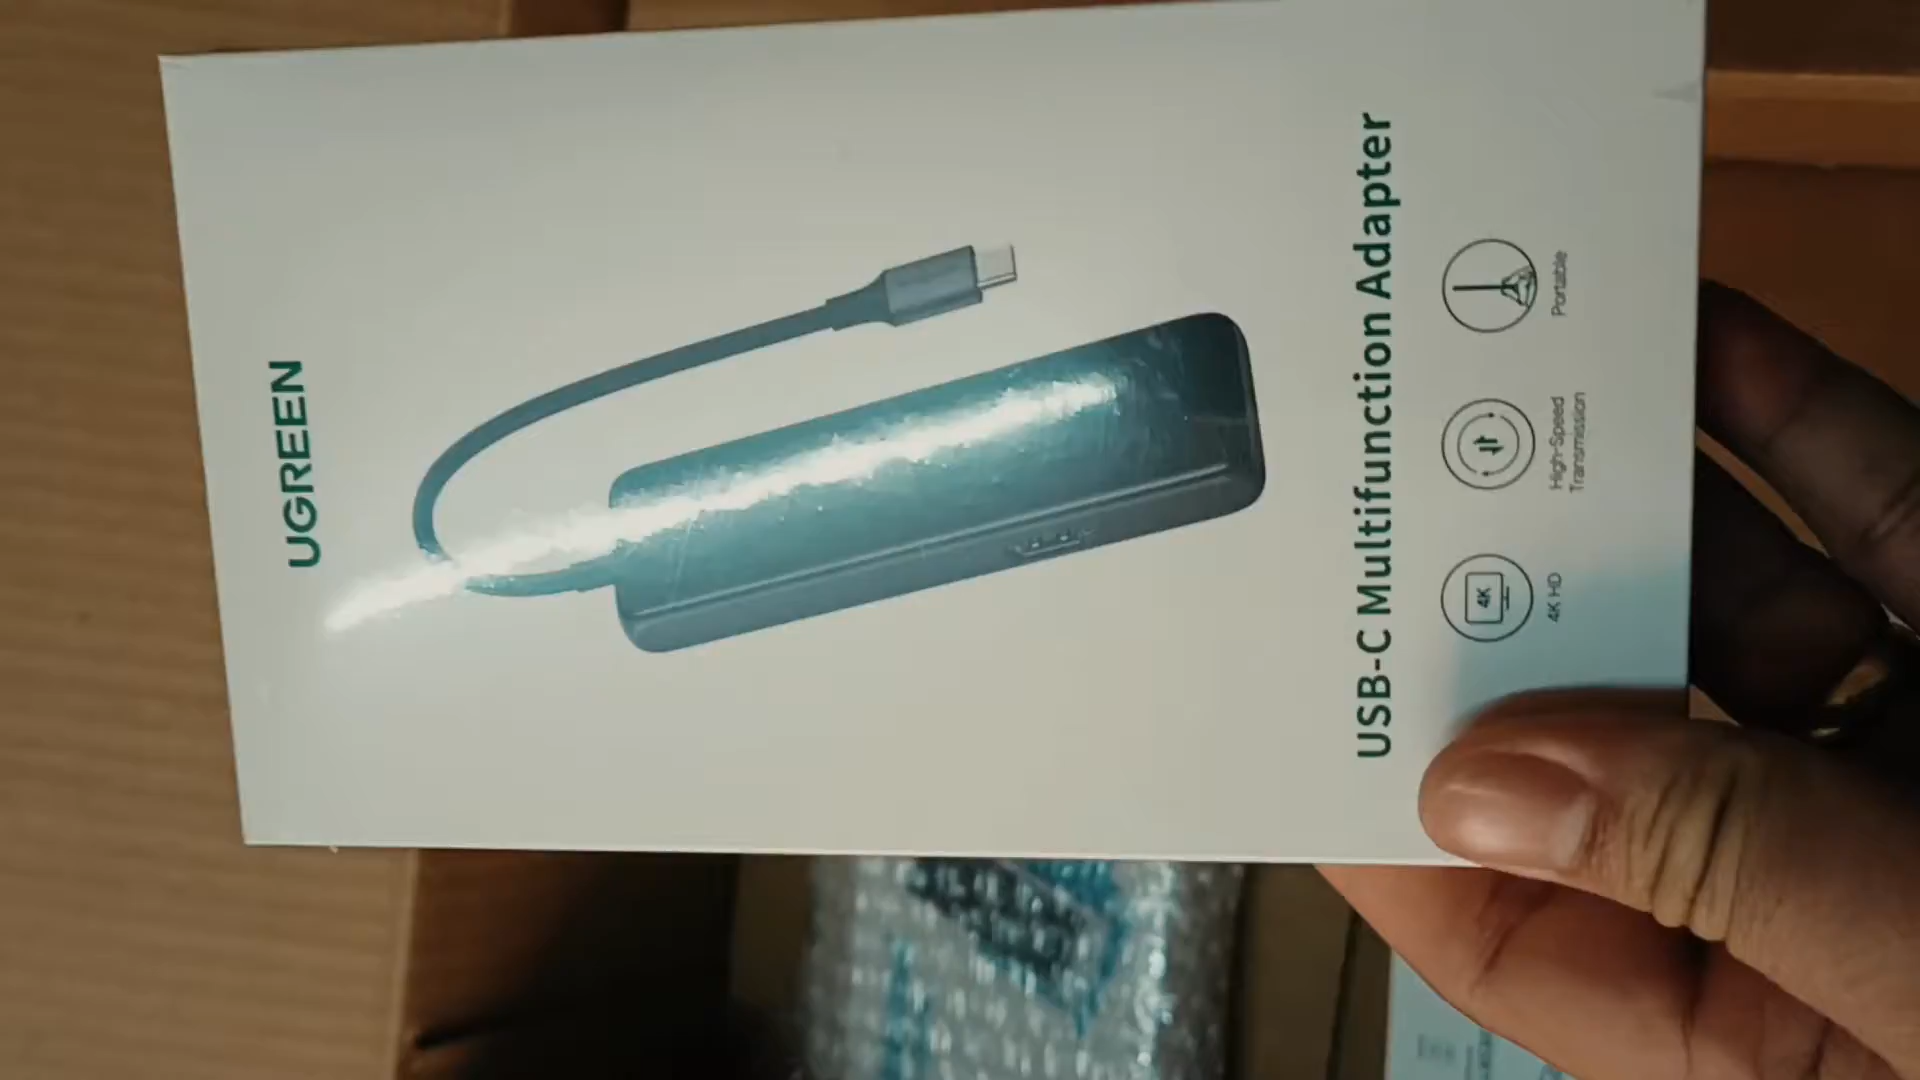 UGREEN
USB-C Multifunction Adapter
4K
4K HD
High-Speed
Transmission
Portable